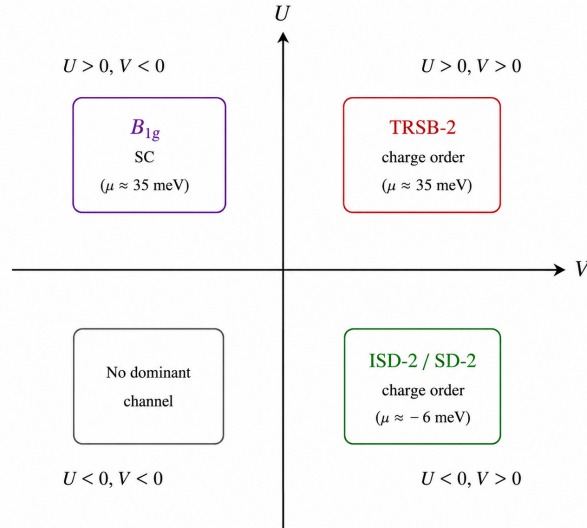 U
U > 0, V < 0
U > 0, V > 0
B₁g
SC
(μ ≈ 35 meV)
TRSB-2
charge order
(μ ≈ 35 meV)
V
No dominant
channel
ISD-2 / SD-2
charge order
(μ ≈ − 6 meV)
U < 0, V < 0
U < 0, V > 0